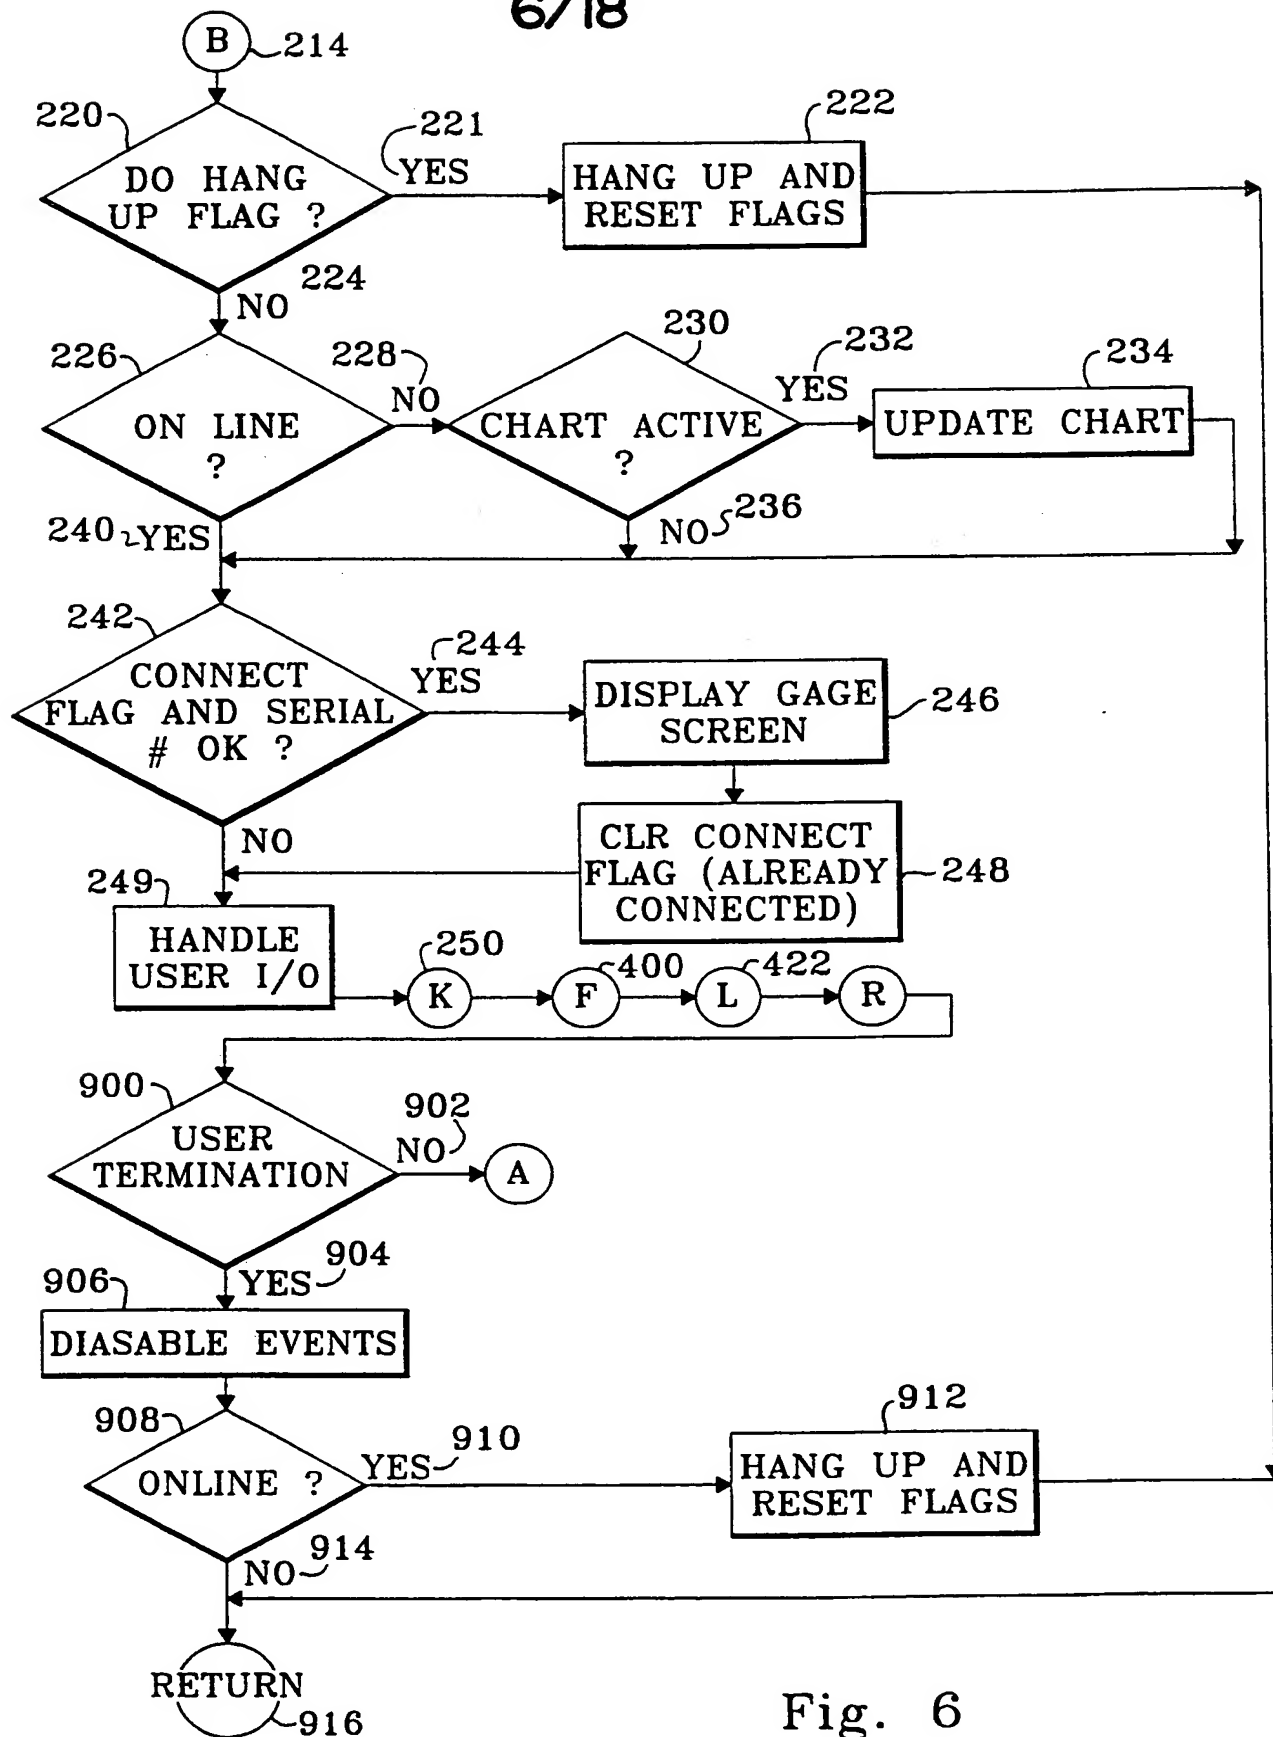 6/18
B
214
220
221
YES
222
DO HANG
UP FLAG ?
HANG UP AND
RESET FLAGS
224
NO
226
228
NO
230
232
YES
234
ON LINE
?
CHART ACTIVE
?
UPDATE CHART
240
YES
NO
236
242
244
YES
CONNECT
FLAG AND SERIAL
# OK ?
DISPLAY GAGE
SCREEN
246
NO
CLR CONNECT
FLAG (ALREADY
CONNECTED)
248
249
HANDLE
USER I/O
250
K
400
F
422
L
R
900
902
NO
USER
TERMINATION
A
904
YES
906
DIASABLE EVENTS
908
910
YES
912
ONLINE ?
HANG UP AND
RESET FLAGS
914
NO
RETURN
916
Fig. 6